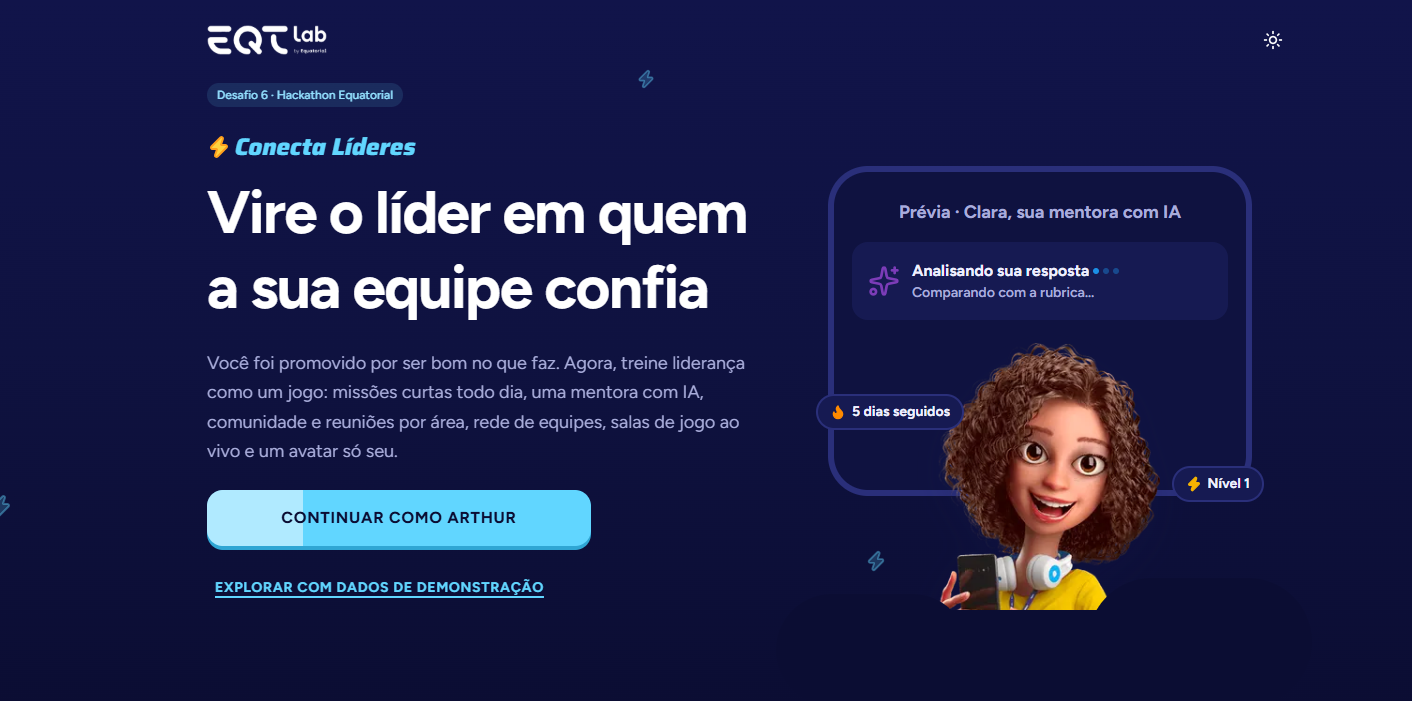 EQT Lab
by Equatorial
Desafio 6 · Hackathon Equatorial
Conecta Líderes
Vire o líder em quem
a sua equipe confia
Você foi promovido por ser bom no que faz. Agora, treine liderança
como um jogo: missões curtas todo dia, uma mentora com IA,
comunidade e reuniões por área, rede de equipes, salas de jogo ao
vivo e um avatar só seu.
CONTINUAR COMO ARTHUR
EXPLORAR COM DADOS DE DEMONSTRAÇÃO
Prévia · Clara, sua mentora com IA
Analisando sua resposta
Comparando com a rubrica...
5 dias seguidos
Nível 1